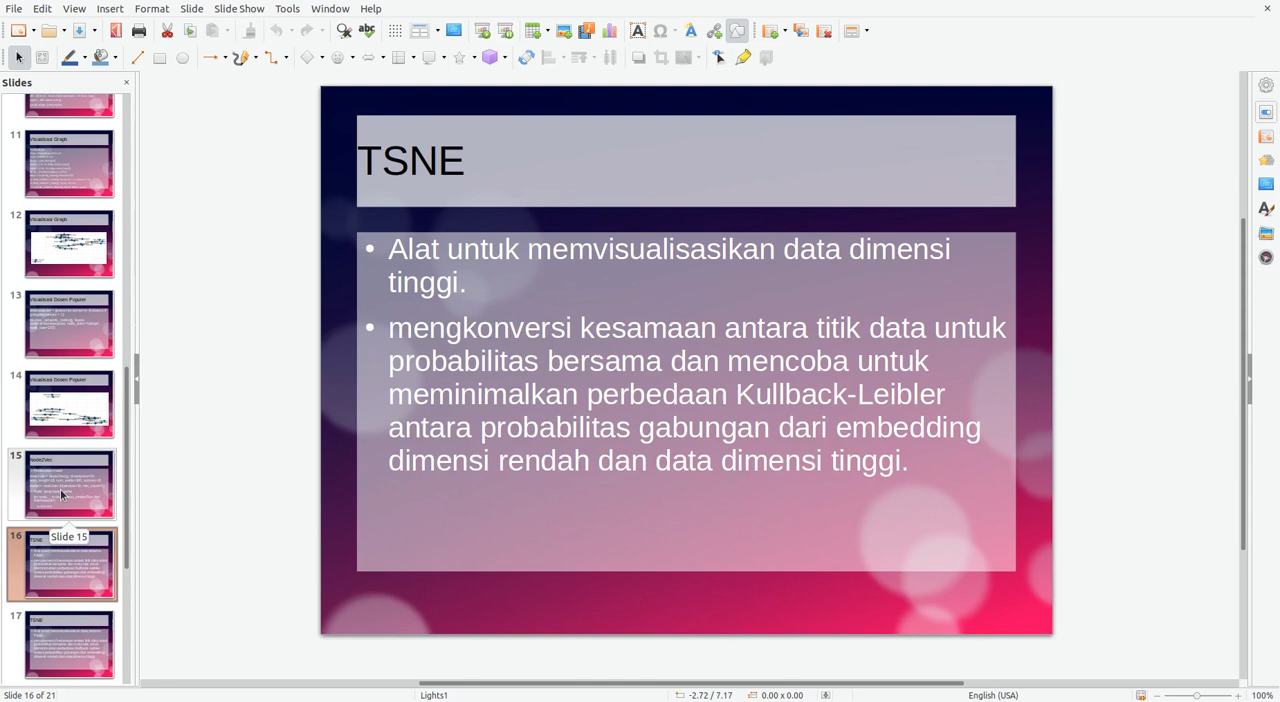 File Edit View Insert Format Slide Slide Show Tools Window Help
Slides
11
Visualisasi Graph
12
Visualisasi Graph
13
Visualisasi Dosen Populer
14
Visualisasi Dosen Populer
15
Node2Vec
Slide 15
16
TSNE
17
TSNE
TSNE
• Alat untuk memvisualisasikan data dimensi
tinggi.
• mengkonversi kesamaan antara titik data untuk
probabilitas bersama dan mencoba untuk
meminimalkan perbedaan Kullback-Leibler
antara probabilitas gabungan dari embedding
dimensi rendah dan data dimensi tinggi.
Slide 16 of 21 Lights1 -2.72 / 7.17 0.00 x 0.00 English (USA) 100%